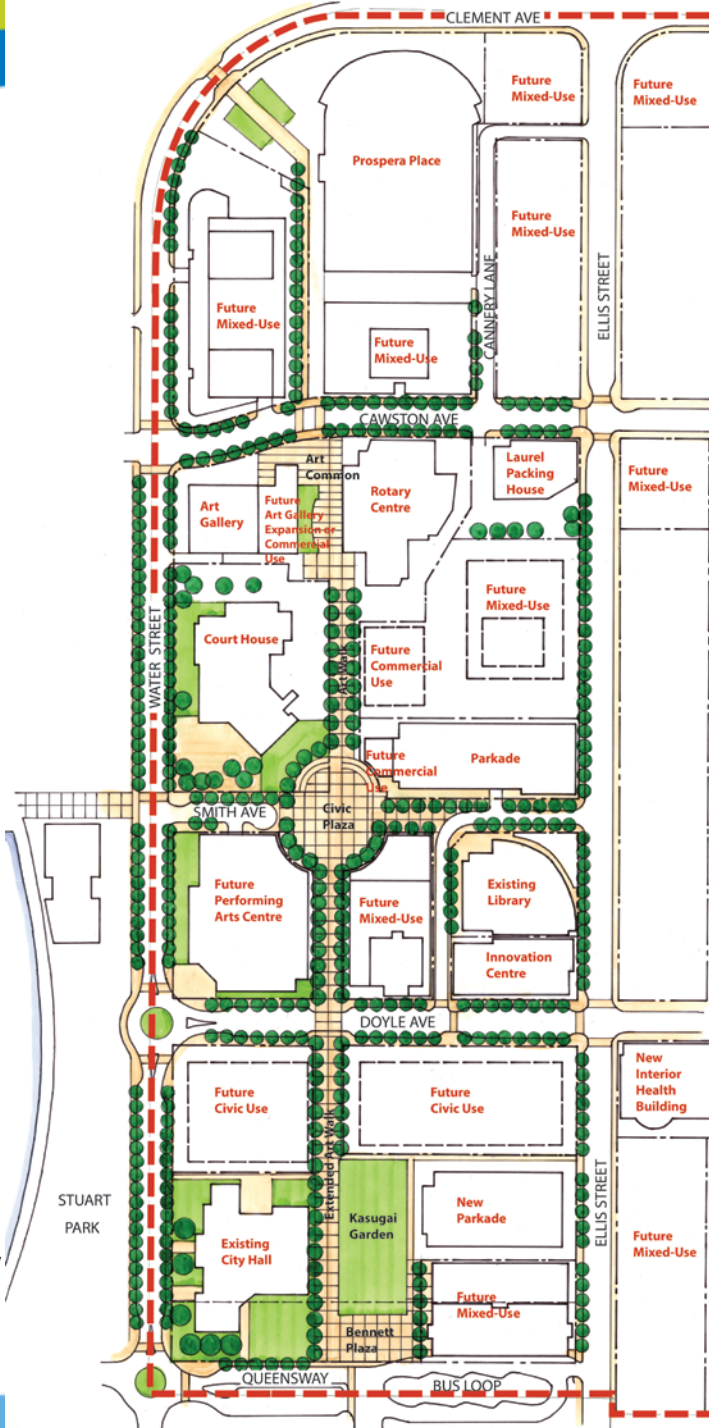 CLEMENT AVE
Future
Mixed-Use
Future
Mixed-Use
Prospera Place
Future
Mixed-Use
CANNERY LANE
ELLIS STREET
Future
Mixed-Use
Future
Mixed-Use
CAWSTON AVE
Art
Common
Laurel
Packing
House
Future
Mixed-Use
Art
Gallery
Future
Art Gallery
Expansion or
Commercial
Use
Rotary
Centre
Future
Mixed-Use
WATER STREET
Court House
Art Walk
Future
Commercial
Use
Future
Commercial
Use
Parkade
SMITH AVE
Civic
Plaza
Future
Performing
Arts Centre
Future
Mixed-Use
Existing
Library
Innovation
Centre
DOYLE AVE
New
Interior
Health
Building
Future
Civic Use
Future
Civic Use
Extended Art Walk
ELLIS STREET
STUART
PARK
Existing
City Hall
Kasugai
Garden
New
Parkade
Future
Mixed-Use
Future
Mixed-Use
Bennett
Plaza
QUEENSWAY
BUS LOOP